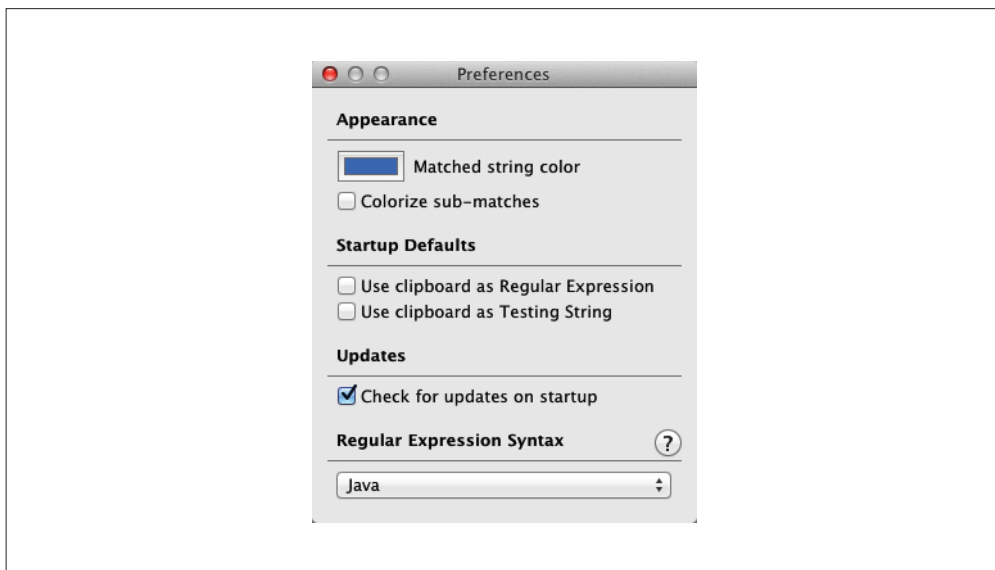 Preferences
Appearance
Matched string color
Colorize sub-matches
Startup Defaults
Use clipboard as Regular Expression
Use clipboard as Testing String
Updates
Check for updates on startup
Regular Expression Syntax ?
Java